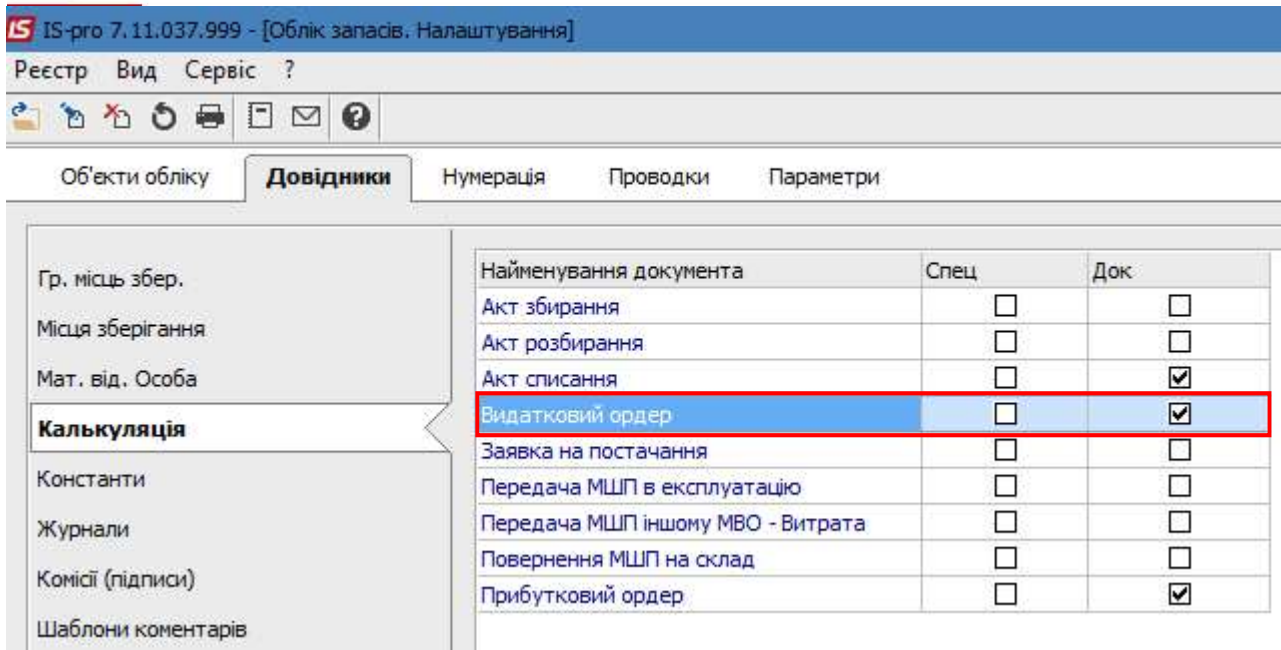 IS IS-pro 7.11.037.999 - [Облік запасів. Налаштування]
Реєстр Вид Сервіс ?
Об'єкти обліку Довідники Нумерація Проводки Параметри
Гр. місць збер.
Місця зберігання
Мат. від. Особа
Калькуляція
Константи
Журнали
Комісії (підписи)
Шаблони коментарів
Найменування документа Спец Док
Акт збирання
Акт розбирання
Акт списання
Видатковий ордер
Заявка на постачання
Передача МШП в експлуатацію
Передача МШП іншому МВО - Витрата
Повернення МШП на склад
Прибутковий ордер